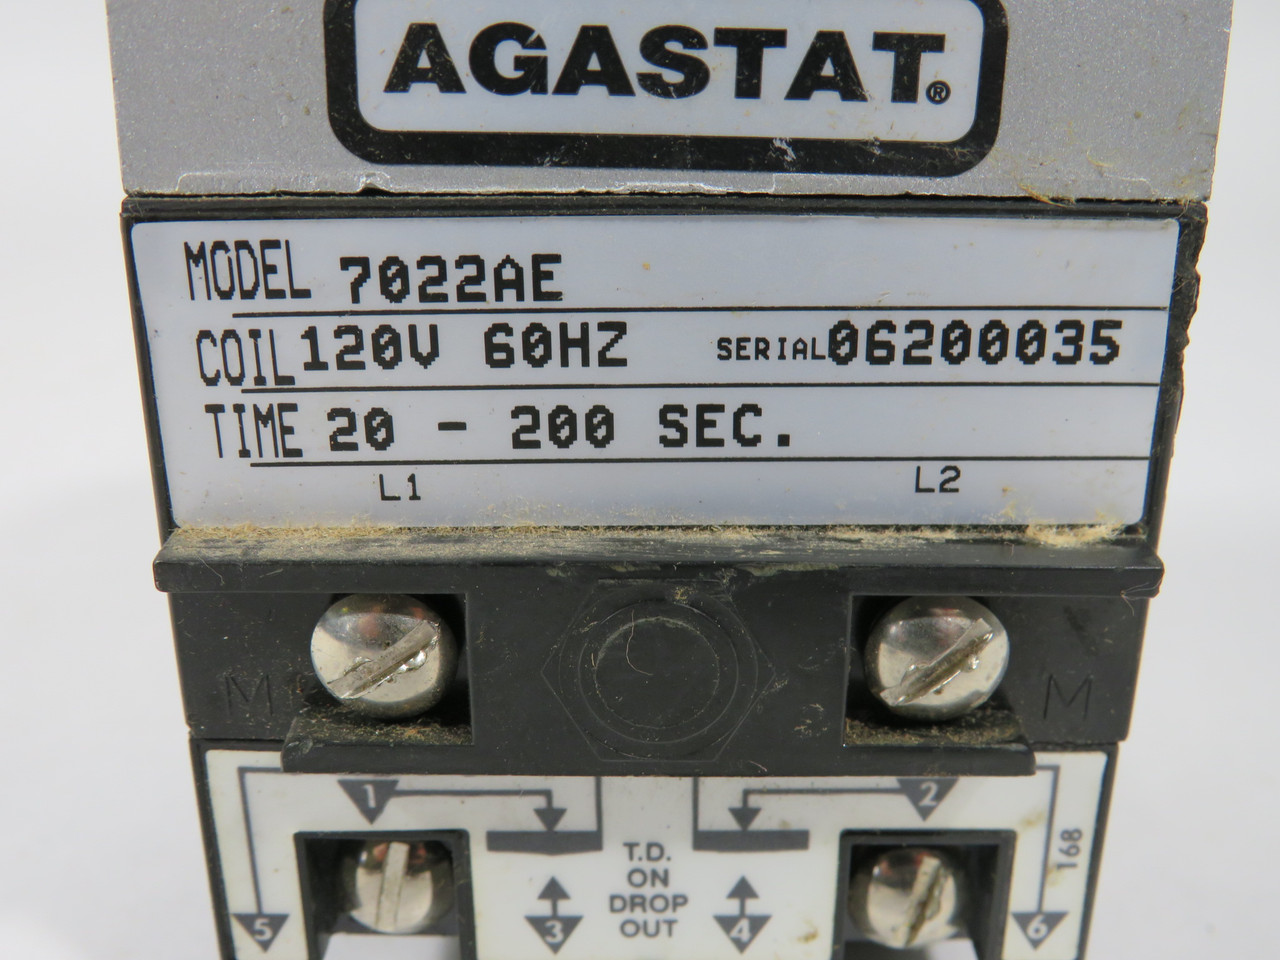 AGASTAT®
MODEL 7022AE
COIL 120V 60HZ SERIAL 06200035
TIME 20 - 200 SEC.
L1 L2
M M
1 2
T.D.
ON
DROP
OUT
168
5 3 4 6